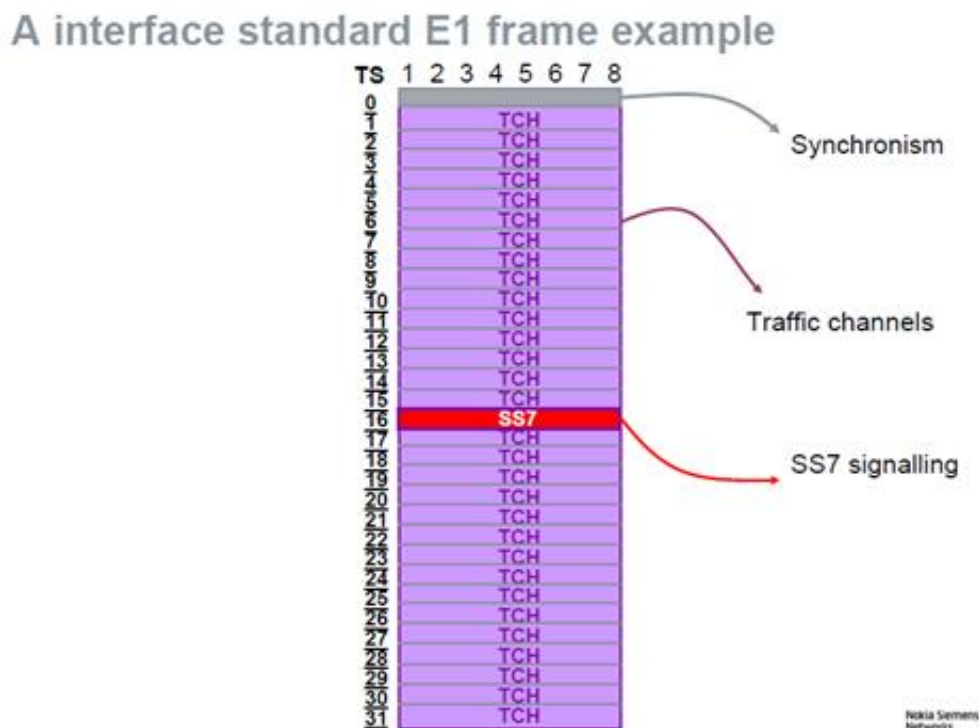 A interface standard E1 frame example
TS 1 2 3 4 5 6 7 8
0
1 TCH
2 TCH
3 TCH
4 TCH
5 TCH
6 TCH
7 TCH
8 TCH
9 TCH
10 TCH
11 TCH
12 TCH
13 TCH
14 TCH
15 TCH
16 SS7
17 TCH
18 TCH
19 TCH
20 TCH
21 TCH
22 TCH
23 TCH
24 TCH
25 TCH
26 TCH
27 TCH
28 TCH
29 TCH
30 TCH
31 TCH
Synchronism
Traffic channels
SS7 signalling
Nokia Siemens
Networks